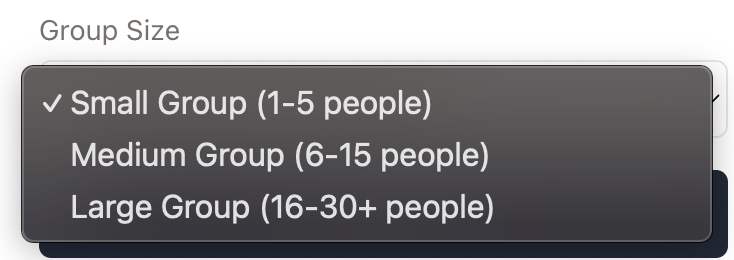 Group Size
✓ Small Group (1-5 people)
Medium Group (6-15 people)
Large Group (16-30+ people)